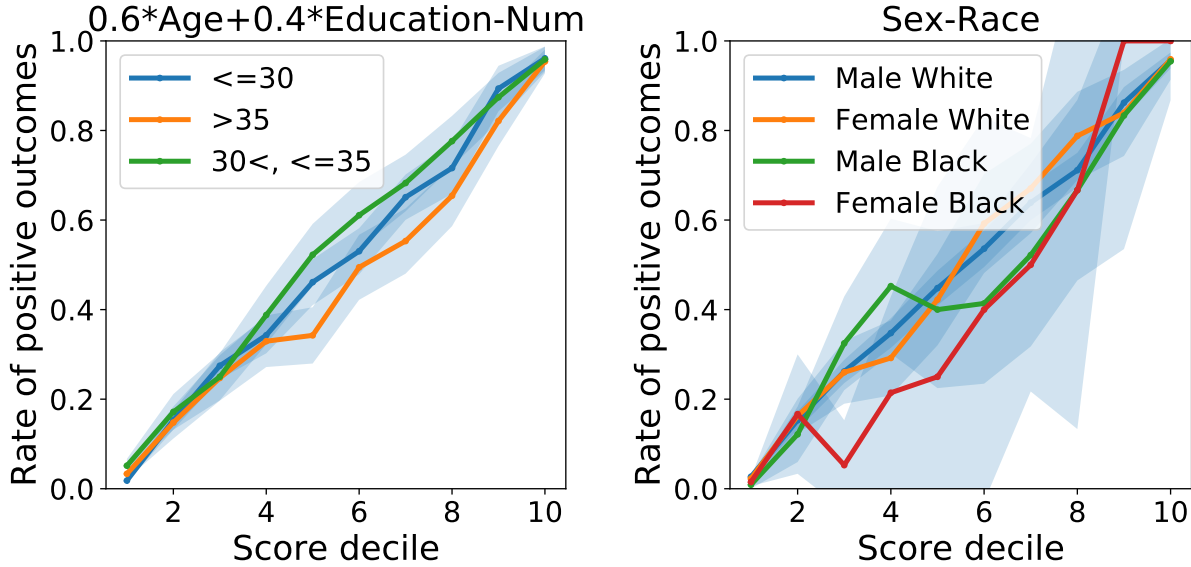 0.6*Age+0.4*Education-Num
Rate of positive outcomes
1.0
0.8
0.6
0.4
0.2
0.0
<=30
>35
30<, <=35
2
4
6
8
10
Score decile
Sex-Race
Rate of positive outcomes
1.0
0.8
0.6
0.4
0.2
0.0
Male White
Female White
Male Black
Female Black
2
4
6
8
10
Score decile